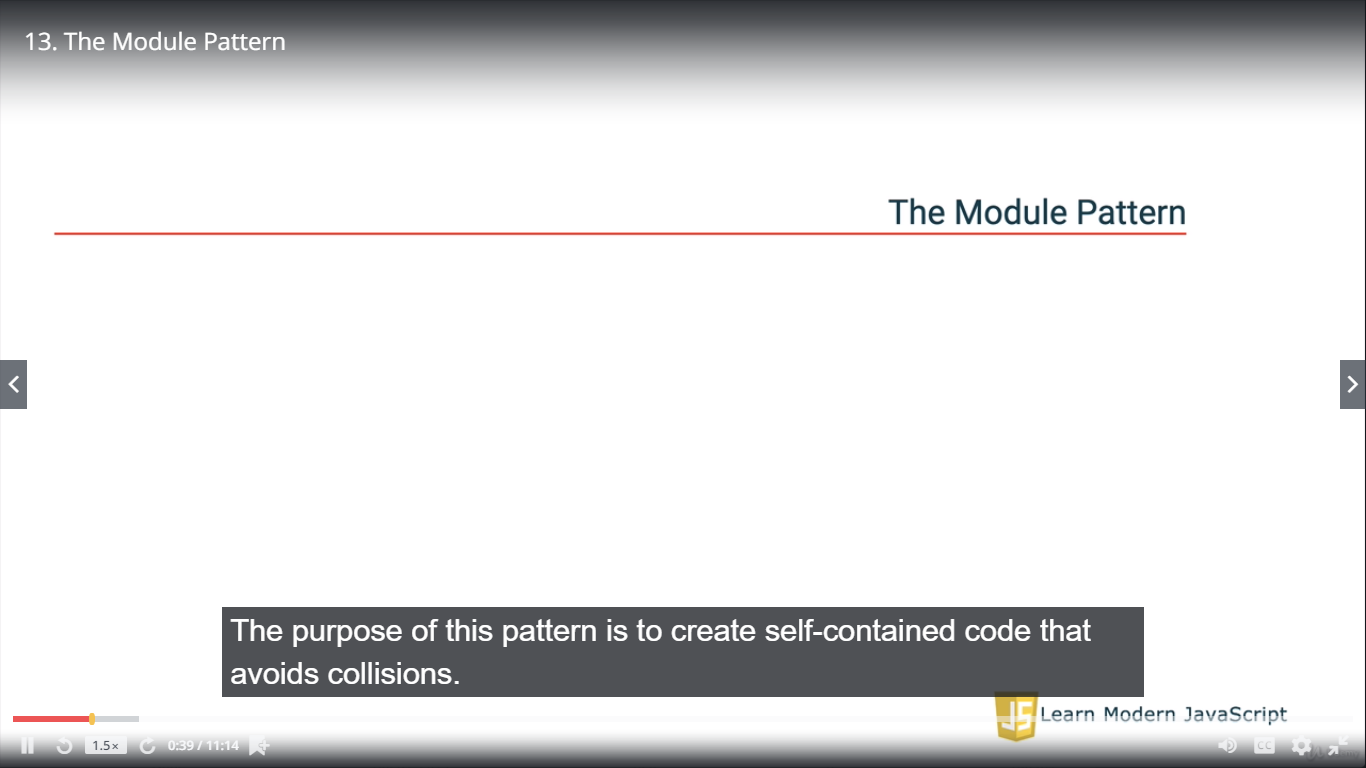 13. The Module Pattern
The Module Pattern
The purpose of this pattern is to create self-contained code that
avoids collisions.
JS Learn Modern JavaScript
1.5× 0:39 / 11:14 CC